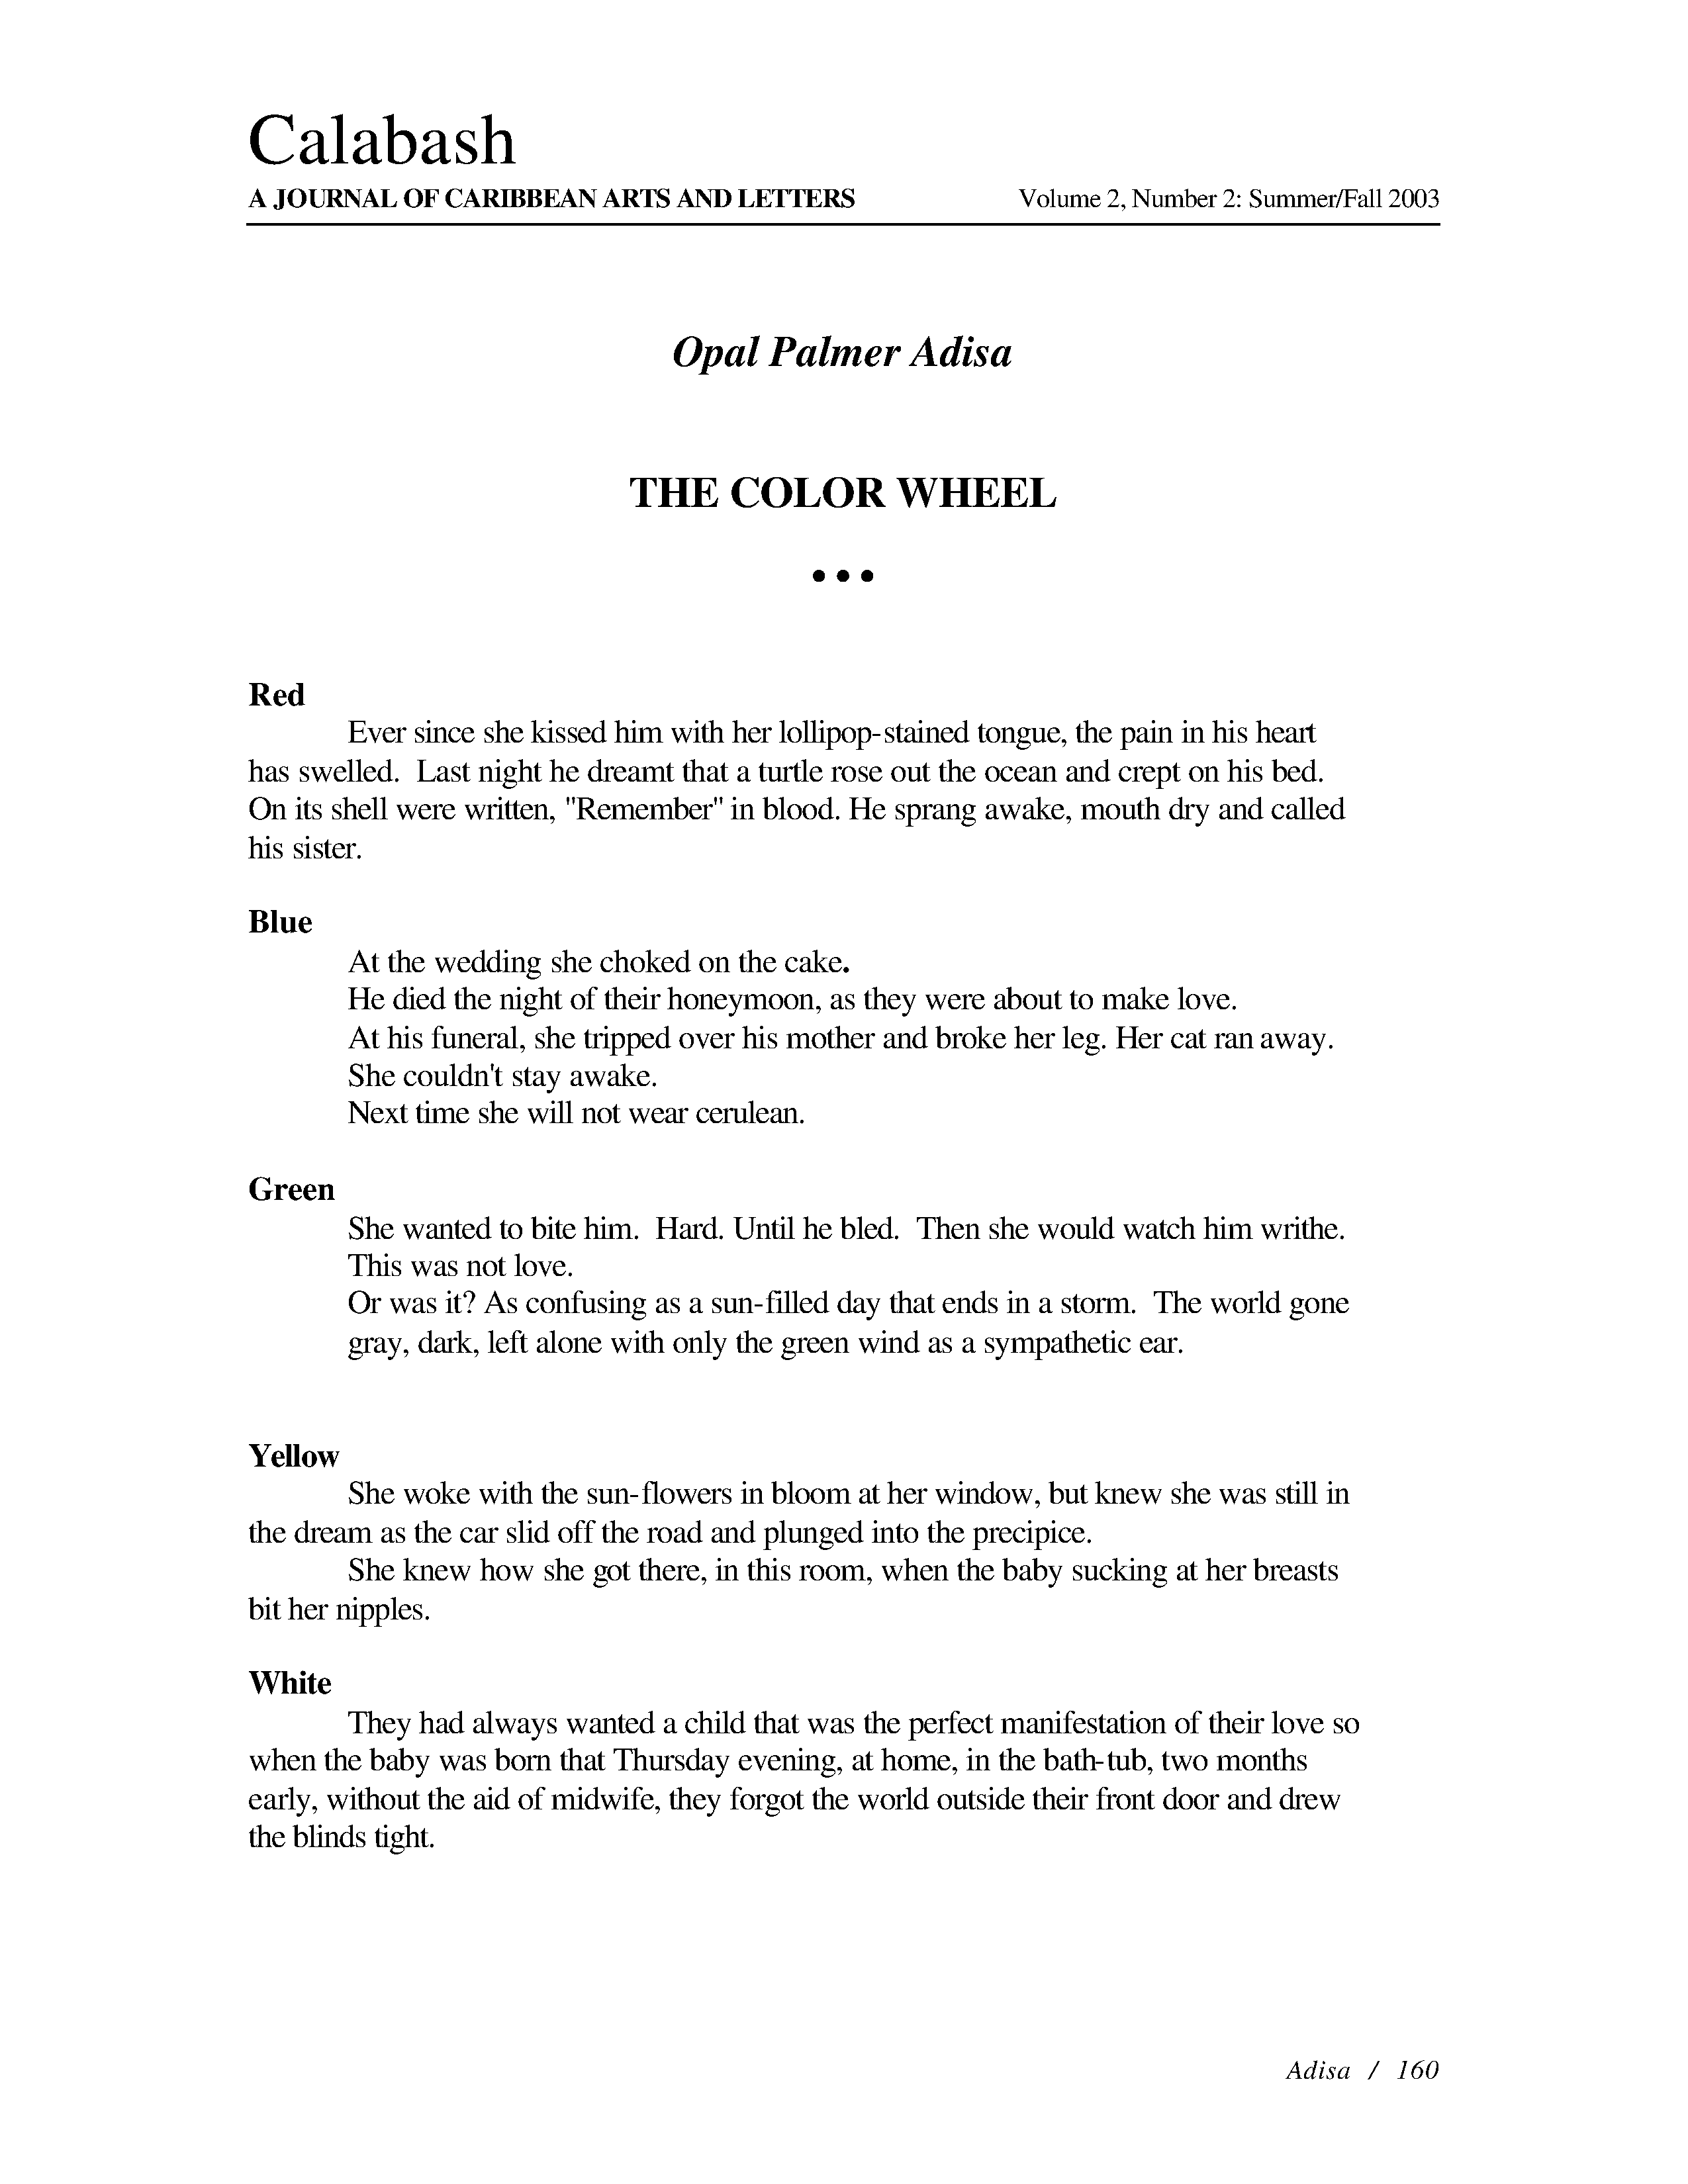 Calabash
A JOURNAL OF CARIBBEAN ARTS AND LETTERS Volume 2, Number 2: Summer/Fall 2003
Opal Palmer Adisa
THE COLOR WHEEL
• • •
Red
Ever since she kissed him with her lollipop-stained tongue, the pain in his heart
has swelled.  Last night he dreamt that a turtle rose out the ocean and crept on his bed.
On its shell were written, "Remember" in blood. He sprang awake, mouth dry and called
his sister.
Blue
At the wedding she choked on the cake.
He died the night of their honeymoon, as they were about to make love.
At his funeral, she tripped over his mother and broke her leg. Her cat ran away.
She couldn't stay awake.
Next time she will not wear cerulean.
Green
She wanted to bite him.  Hard. Until he bled.  Then she would watch him writhe.
This was not love.
Or was it? As confusing as a sun-filled day that ends in a storm.  The world gone
gray, dark, left alone with only the green wind as a sympathetic ear.
Yellow
She woke with the sun-flowers in bloom at her window, but knew she was still in
the dream as the car slid off the road and plunged into the precipice.
She knew how she got there, in this room, when the baby sucking at her breasts
bit her nipples.
White
They had always wanted a child that was the perfect manifestation of their love so
when the baby was born that Thursday evening, at home, in the bath-tub, two months
early, without the aid of midwife, they forgot the world outside their front door and drew
the blinds tight.
Adisa / 160